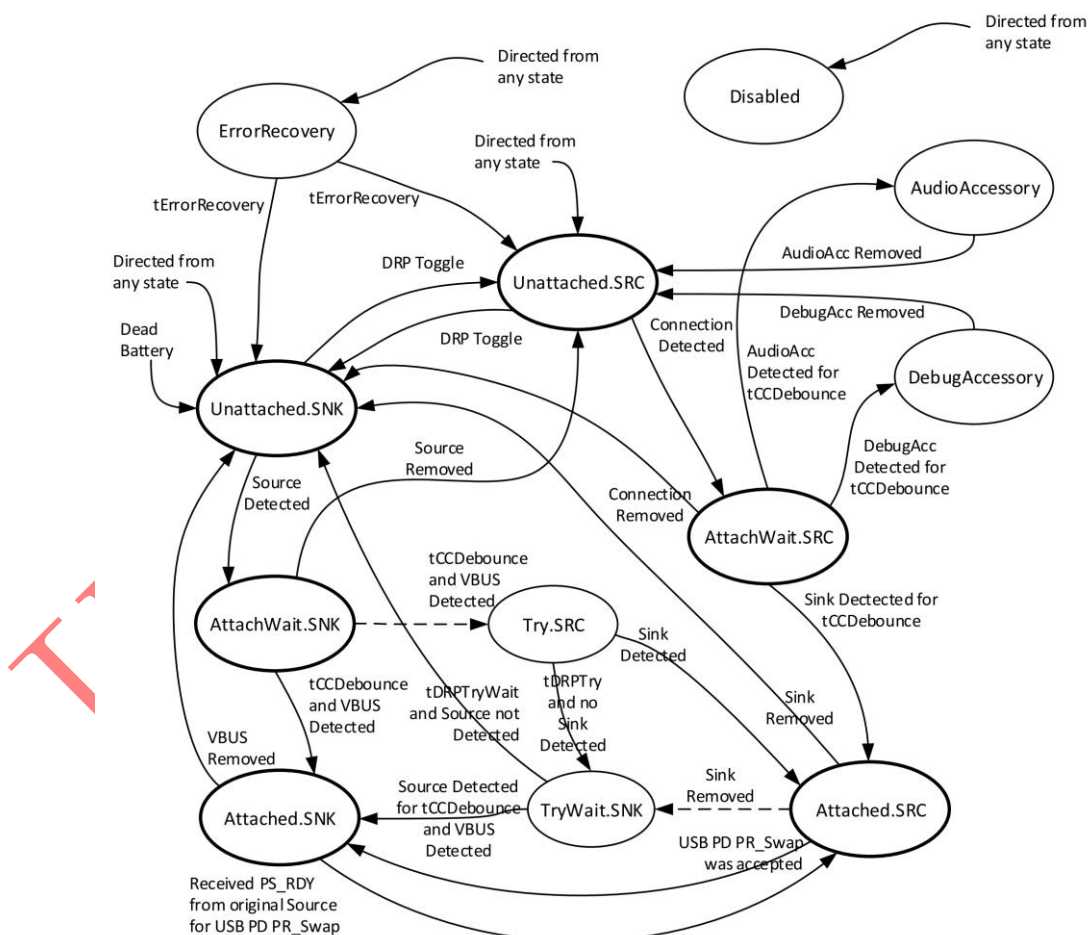 Directed from
any state
Directed from
any state
Disabled
ErrorRecovery
Directed from
any state
AudioAccessory
tErrorRecovery
tErrorRecovery
AudioAcc Removed
DRP Toggle
Directed from
any state
Unattached.SRC
DebugAcc Removed
Connection
Detected
Dead
Battery
DRP Toggle
AudioAcc
Detected for
tCCDebounce
DebugAccessory
Unattached.SNK
Source
Removed
DebugAcc
Detected for
tCCDebounce
Source
Detected
Connection
Removed
AttachWait.SRC
tCCDebounce
and VBUS
Detected
Sink Dectected for
tCCDebounce
AttachWait.SNK
Try.SRC
Sink
Detected
tCCDebounce
and VBUS
Detected
tDRPTryWait
and Source not
Detected
tDRPTry
and no
Sink
Detected
Sink
Removed
VBUS
Removed
Source Detected
for tCCDebounce
and VBUS
Detected
Sink
Removed
Attached.SNK
TryWait.SNK
Attached.SRC
USB PD PR_Swap
was accepted
Received PS_RDY
from original Source
for USB PD PR_Swap